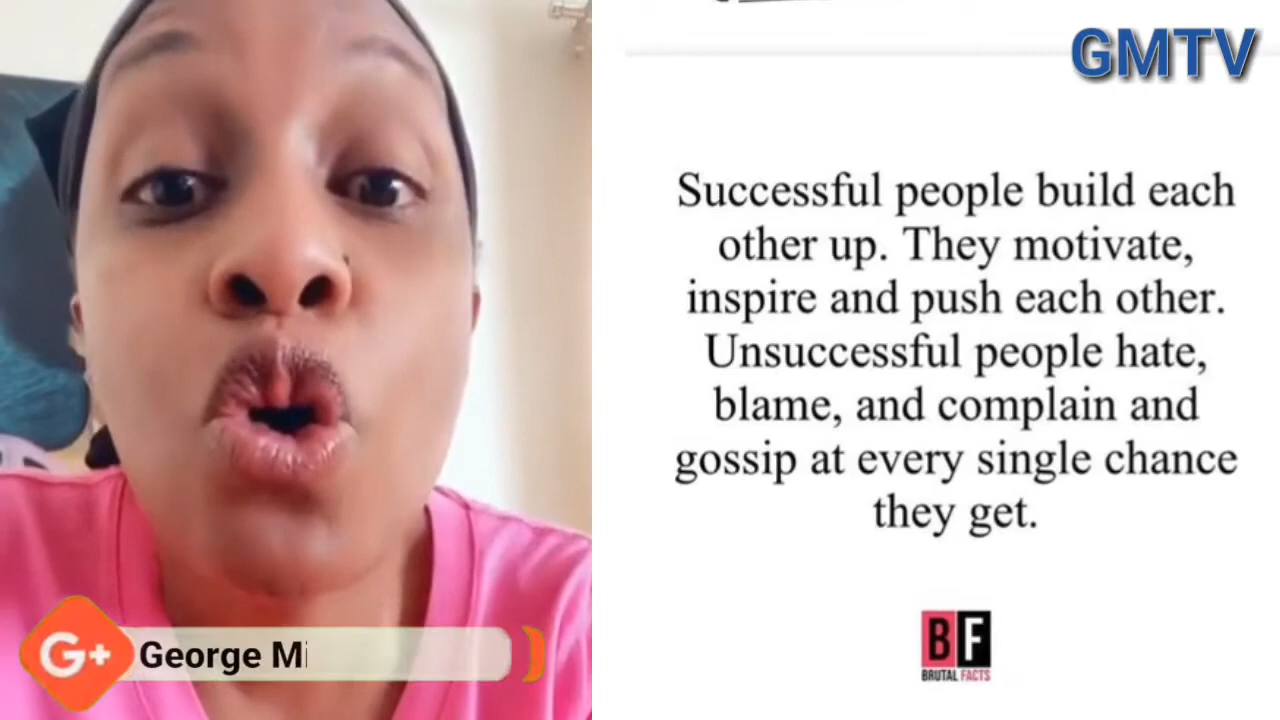 GMTV
Successful people build each
other up. They motivate,
inspire and push each other.
Unsuccessful people hate,
blame, and complain and
gossip at every single chance
they get.
BF
BRUTAL FACTS
G+
George Mi